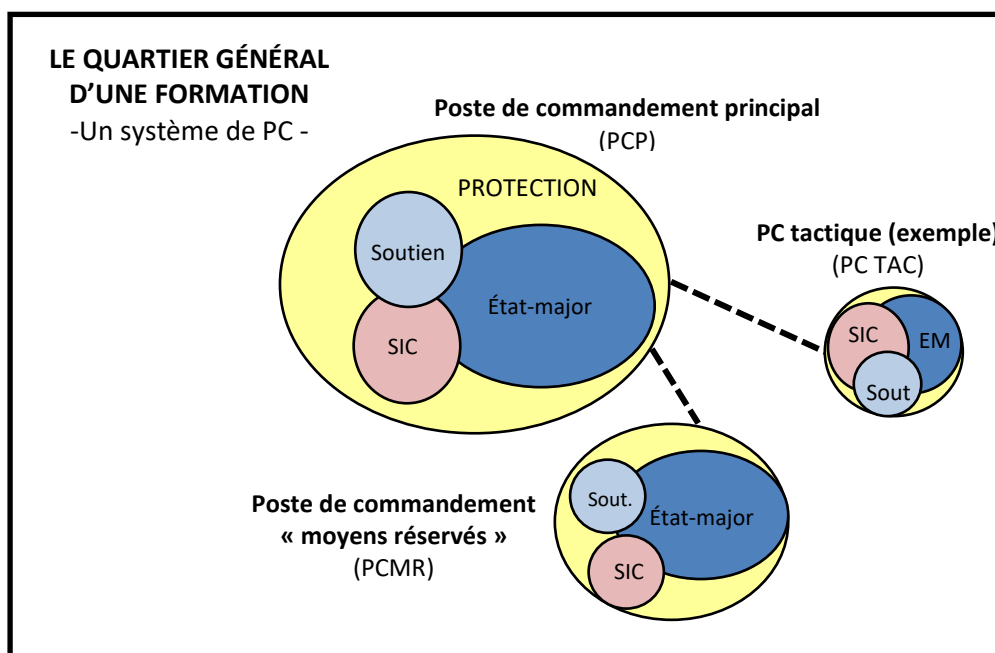 LE QUARTIER GÉNÉRAL
D’UNE FORMATION
-Un système de PC -
Poste de commandement principal
(PCP)
PROTECTION
Soutien
État-major
SIC
PC tactique (exemple)
(PC TAC)
SIC
EM
Sout
Poste de commandement
« moyens réservés »
(PCMR)
Sout.
État-major
SIC